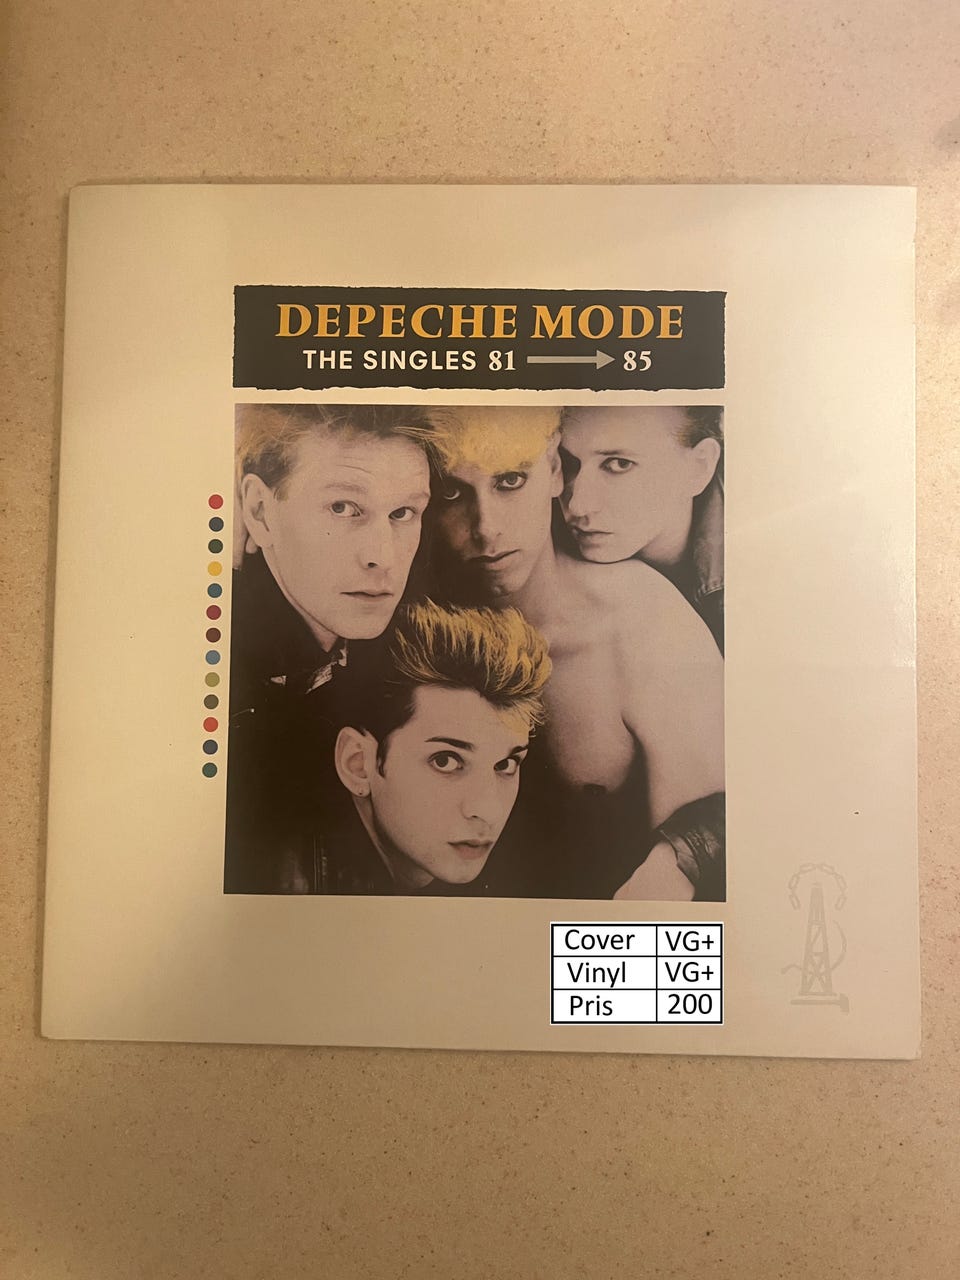 DEPECHE MODE
THE SINGLES 81 → 85
Cover VG+
Vinyl VG+
Pris 200